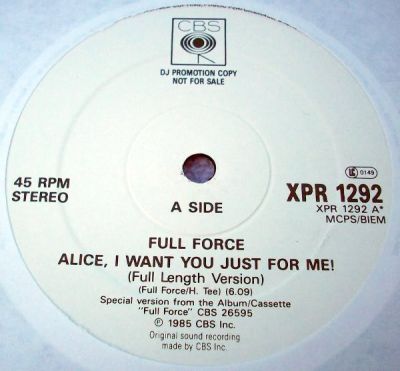 CBS
DJ PROMOTION COPY
NOT FOR SALE
LC 0149
45 RPM
STEREO
A SIDE
XPR 1292
XPR 1292 A*
MCPS/BIEM
FULL FORCE
ALICE, I WANT YOU JUST FOR ME!
(Full Length Version)
(Full Force/H. Tee) (6.09)
Special version from the Album/Cassette
"Full Force" CBS 26595
℗ 1985 CBS Inc.
Original sound recording
made by CBS Inc.